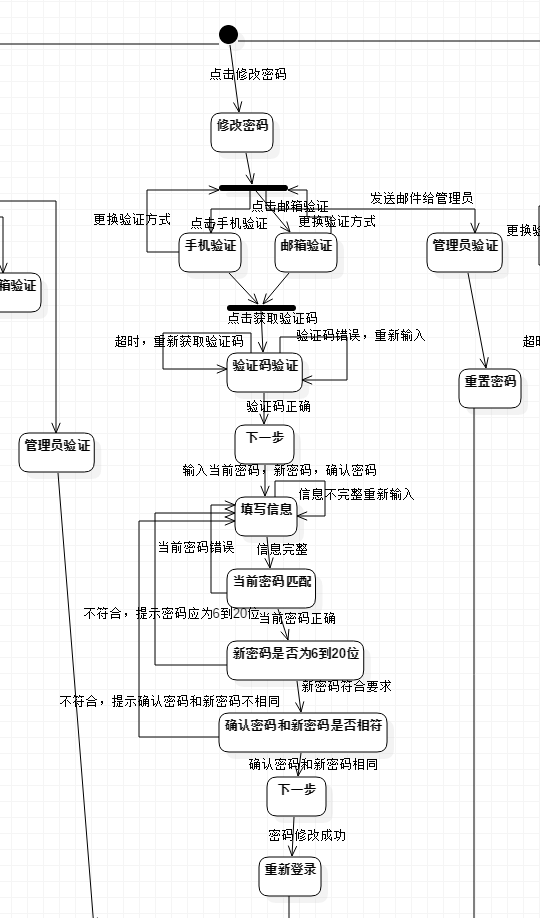 点击修改密码
修改密码
发送邮件给管理员
点击邮箱验证
更换验证方式
点击手机验证
更换验证方式
更换验
手机验证
邮箱验证
管理员验证
箱验证
点击获取验证码
超时，重新获取验证码
验证码错误，重新输入
超时
验证码验证
重置密码
验证码正确
下一步
管理员验证
输入当前密码，新密码，确认密码
信息不完整重新输入
填写信息
当前密码错误
信息完整
当前密码匹配
不符合，提示密码应为6到20位
当前密码正确
新密码是否为6到20位
新密码符合要求
不符合，提示确认密码和新密码不相同
确认密码和新密码是否相符
确认密码和新密码相同
下一步
密码修改成功
重新登录